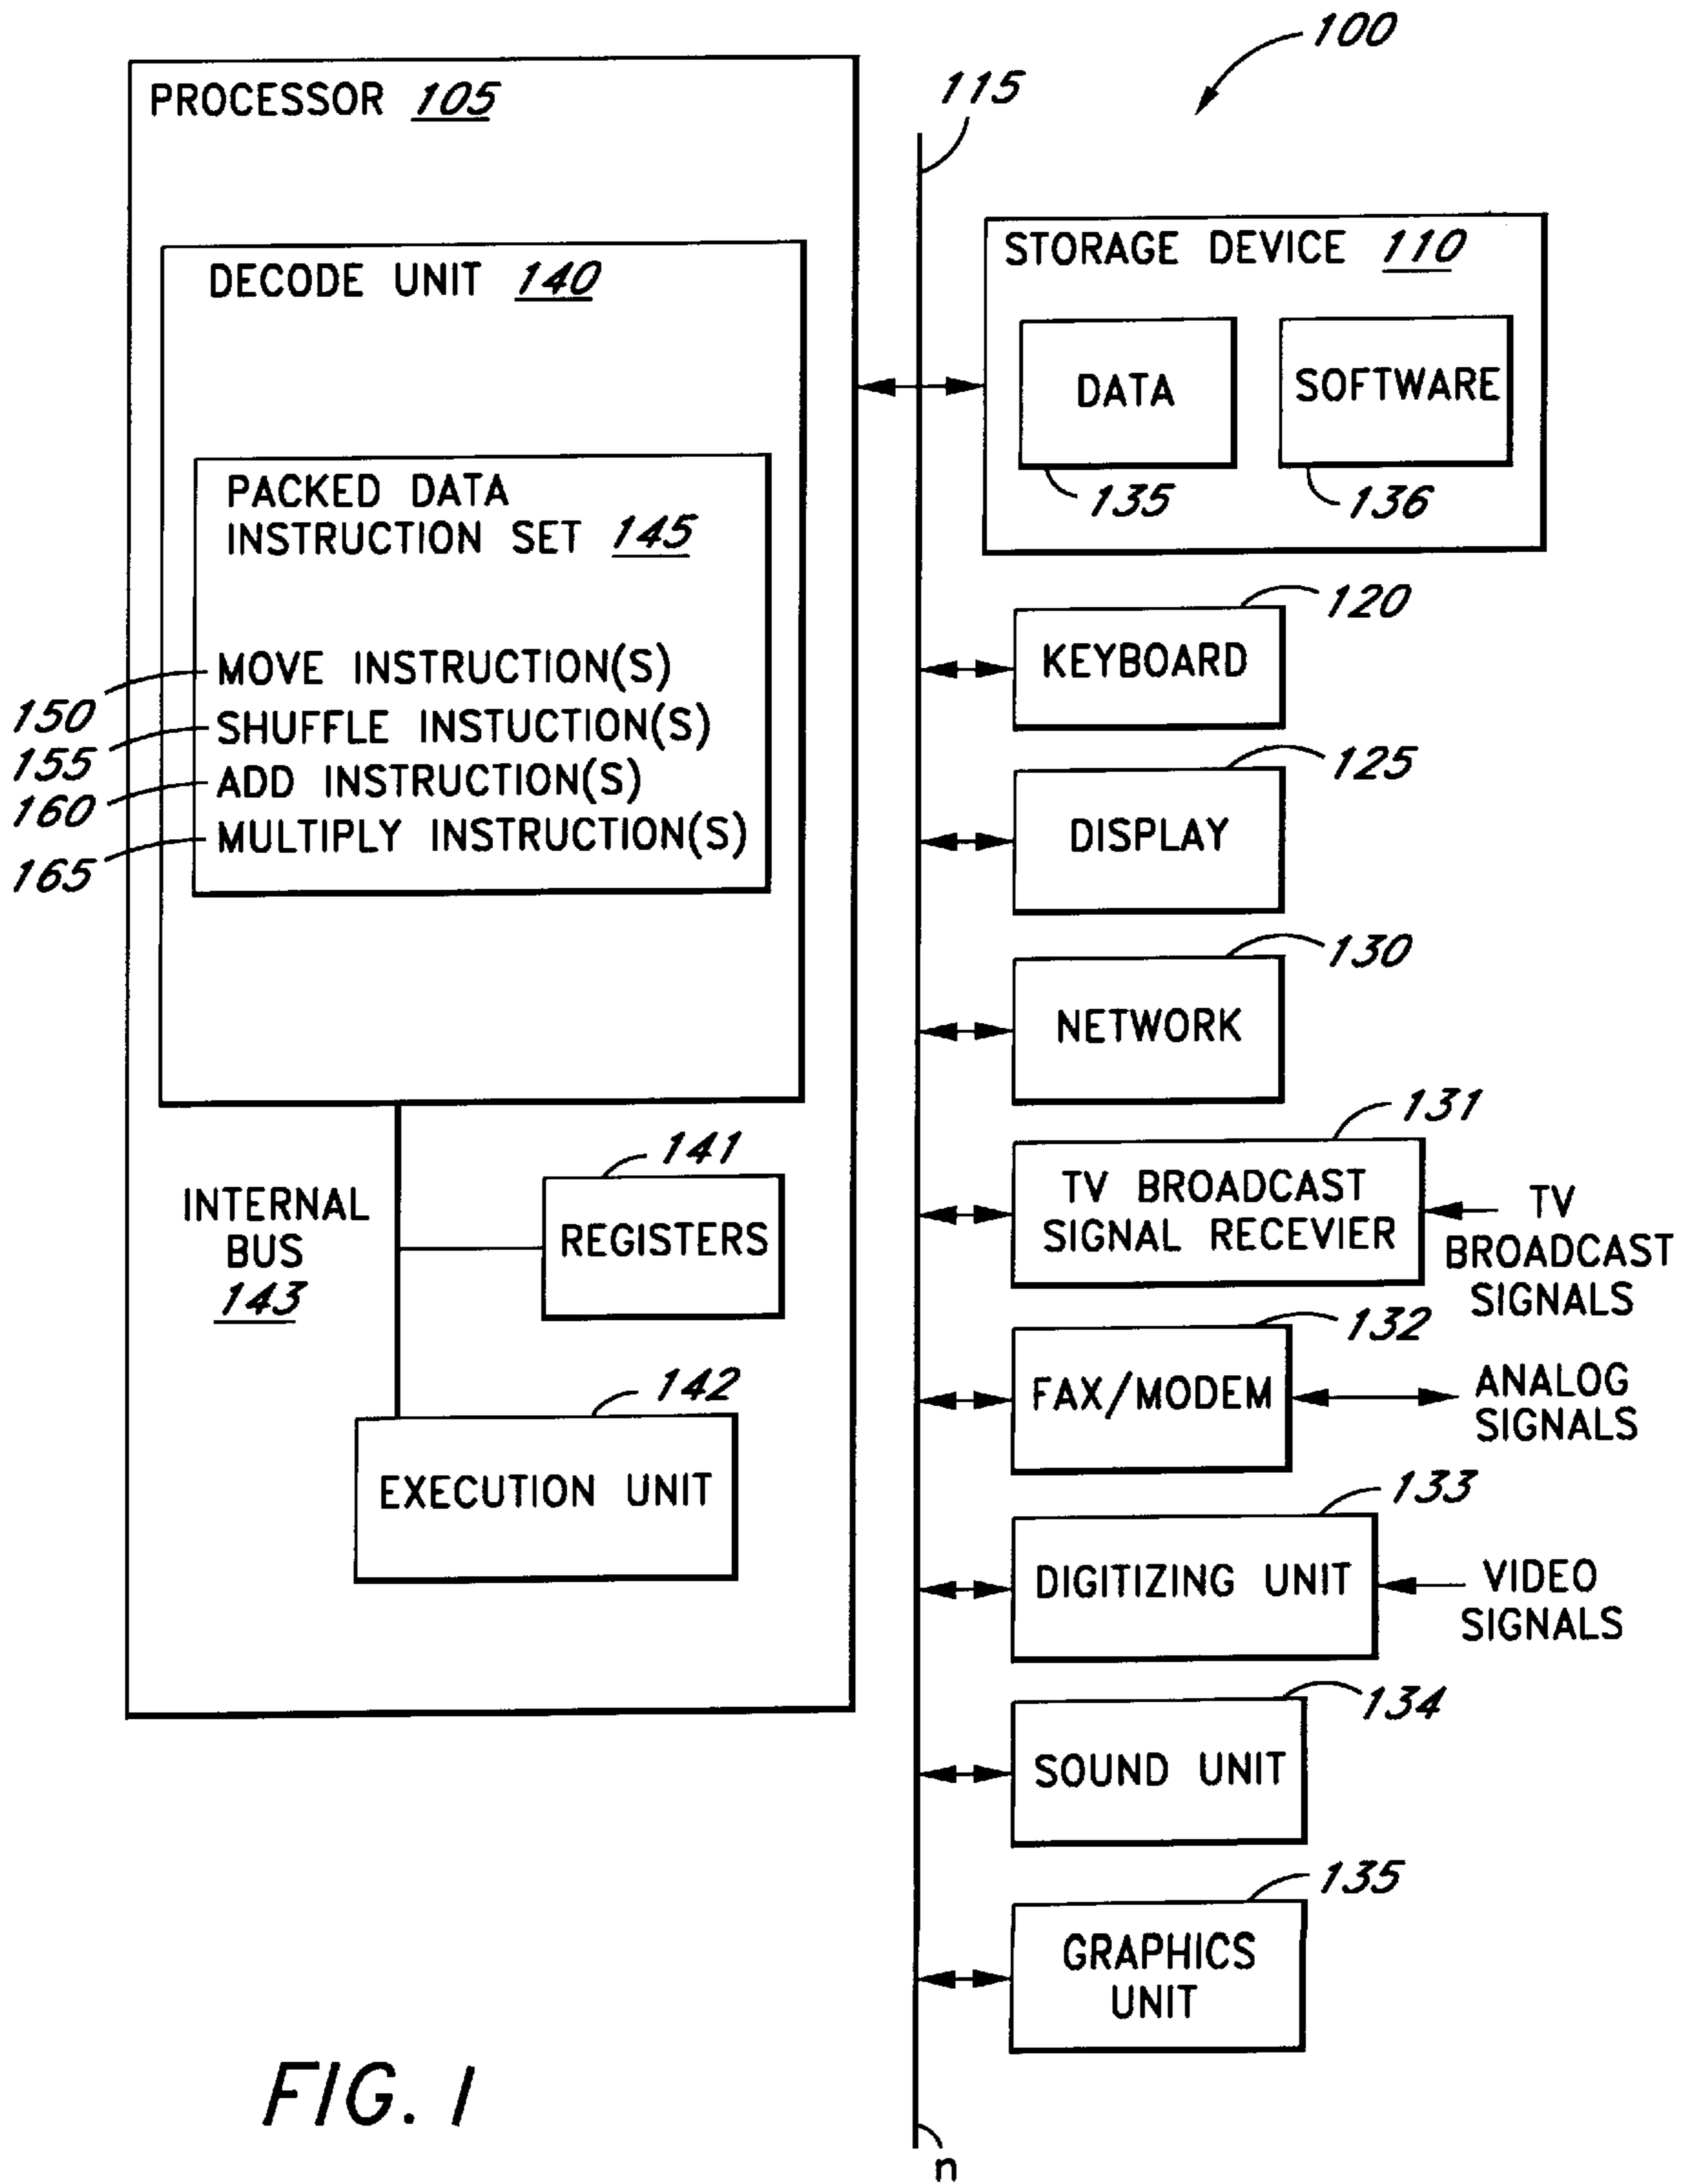 100
115
PROCESSOR 105
STORAGE DEVICE 110
DATA
SOFTWARE
135
136
DECODE UNIT 140
PACKED DATA
INSTRUCTION SET 145
MOVE INSTRUCTION(S)
150
SHUFFLE INSTUCTION(S)
155
ADD INSTRUCTION(S)
160
MULTIPLY INSTRUCTION(S)
165
INTERNAL
BUS
143
141
REGISTERS
142
EXECUTION UNIT
120
KEYBOARD
125
DISPLAY
130
NETWORK
131
TV BROADCAST
SIGNAL RECEVIER
TV
BROADCAST
SIGNALS
132
FAX/MODEM
ANALOG
SIGNALS
133
DIGITIZING UNIT
VIDEO
SIGNALS
134
SOUND UNIT
135
GRAPHICS
UNIT
n
FIG. 1